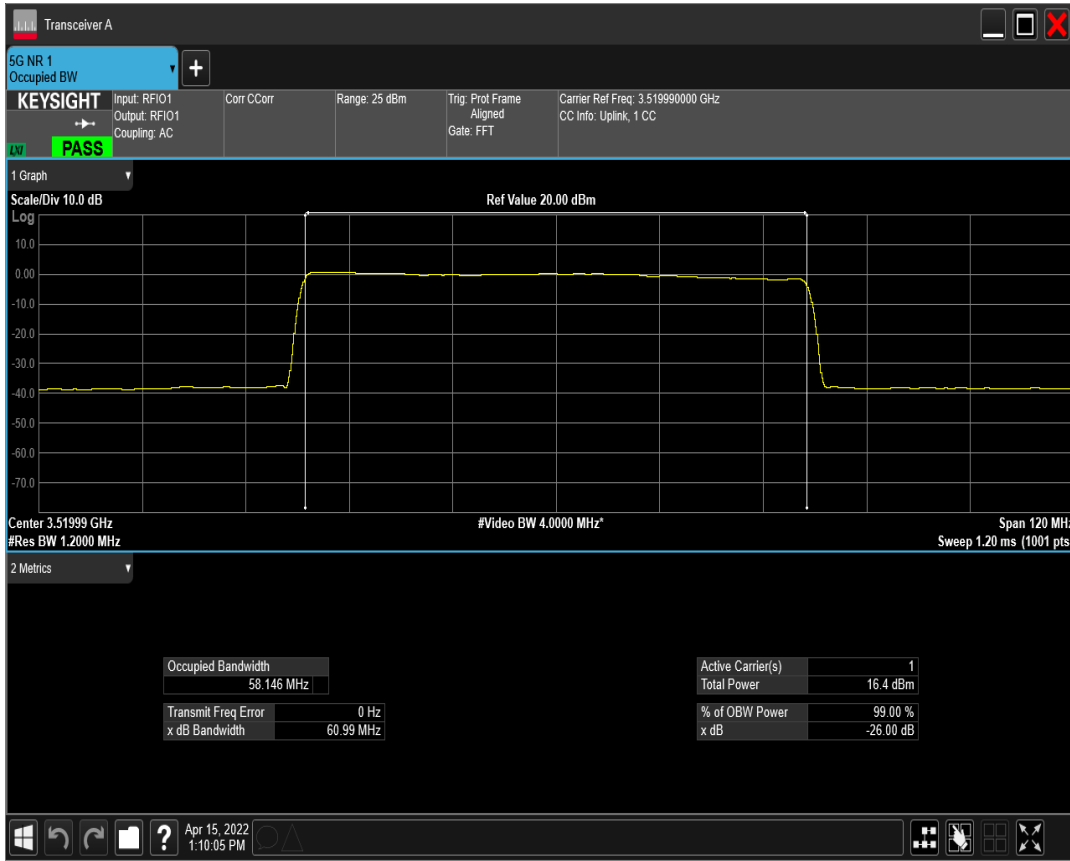 Transceiver A
5G NR 1
Occupied BW
KEYSIGHT
LXI
PASS
Input: RFIO1
Output: RFIO1
Coupling: AC
Corr CCorr
Range: 25 dBm
Trig: Prot Frame
Aligned
Gate: FFT
Carrier Ref Freq: 3.519990000 GHz
CC Info: Uplink, 1 CC
1 Graph
Scale/Div 10.0 dB
Ref Value 20.00 dBm
Log
10.0
0.00
-10.0
-20.0
-30.0
-40.0
-50.0
-60.0
-70.0
Center 3.51999 GHz
#Video BW 4.0000 MHz*
Span 120 MHz
#Res BW 1.2000 MHz
Sweep 1.20 ms (1001 pts
2 Metrics
Occupied Bandwidth
58.146 MHz
Transmit Freq Error 0 Hz
x dB Bandwidth 60.99 MHz
Active Carrier(s) 1
Total Power 16.4 dBm
% of OBW Power 99.00 %
x dB -26.00 dB
?
Apr 15, 2022
1:10:05 PM